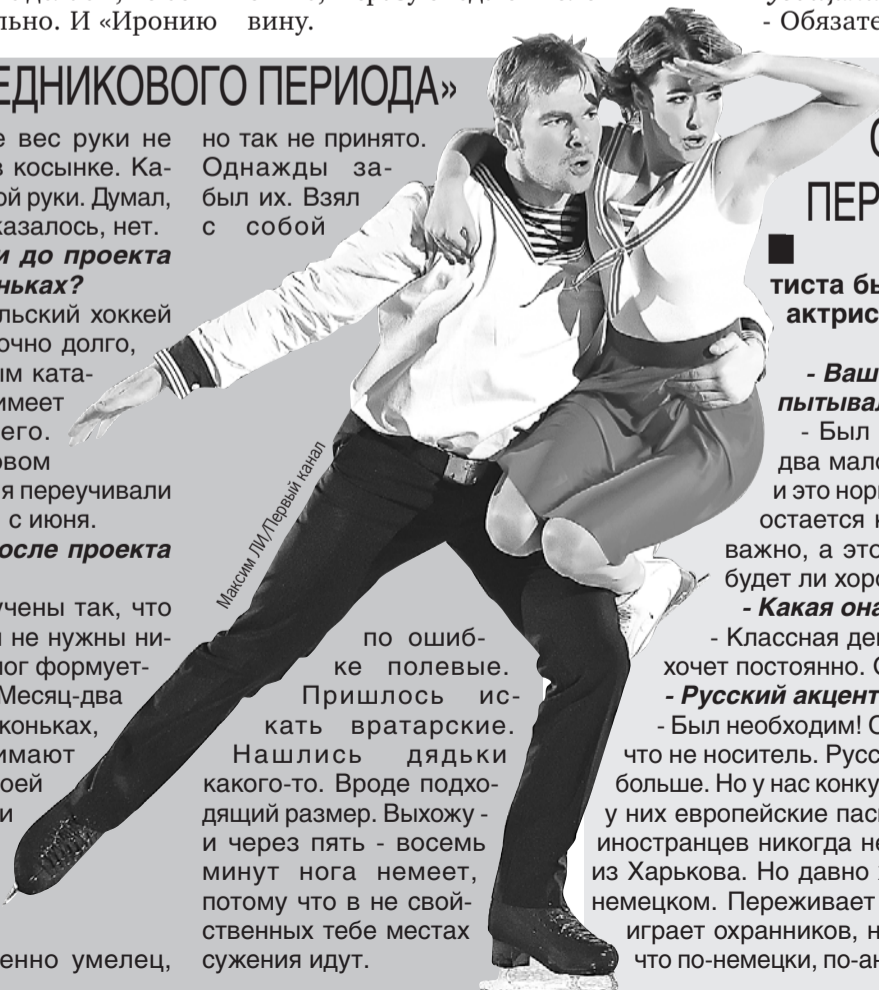 льно. И «Иронию
вину.
- Обязате
ЕДНИКОВОГО ПЕРИОДА»
е вес руки не
в косынке. Ка-
ой руки. Думал,
казалось, нет.
и до проекта
ньках?
льский хоккей
очно долго,
ым ката-
имеет
его.
овом
я переучивали
с июня.
осле проекта
учены так, что
и не нужны ни-
ног формует-
Месяц-два
коньках,
имают
оей
и
енно умелец,
но так не принято.
Однажды за-
был их. Взял
с собой
по ошиб-
ке полевые.
Пришлось ис-
кать вратарские.
Нашлись дядьки
какого-то. Вроде подхо-
дящий размер. Выхожу -
и через пять - восемь
минут нога немеет,
потому что в не свой-
ственных тебе местах
сужения идут.
Максим ЛИ/Первый канал
ПЕР
тиста бы
актрис
- Ваш
пытывал
- Был
два мало
и это нор
остается н
важно, а это
будет ли хоро
- Какая она
- Классная де
хочет постоянно. С
- Русский акцент
- Был необходим! С
что не носитель. Русс
больше. Но у нас конку
у них европейские пас
иностранцев никогда не
из Харькова. Но давно
немецком. Переживает
играет охранников, н
что по-немецки, по-ан